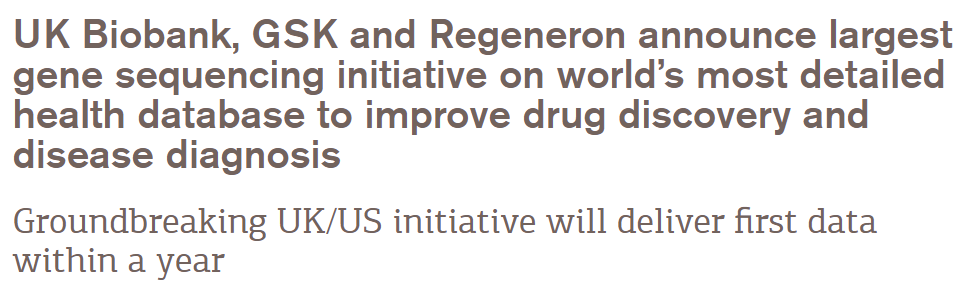 UK Biobank, GSK and Regeneron announce largest
gene sequencing initiative on world’s most detailed
health database to improve drug discovery and
disease diagnosis
Groundbreaking UK/US initiative will deliver first data
within a year